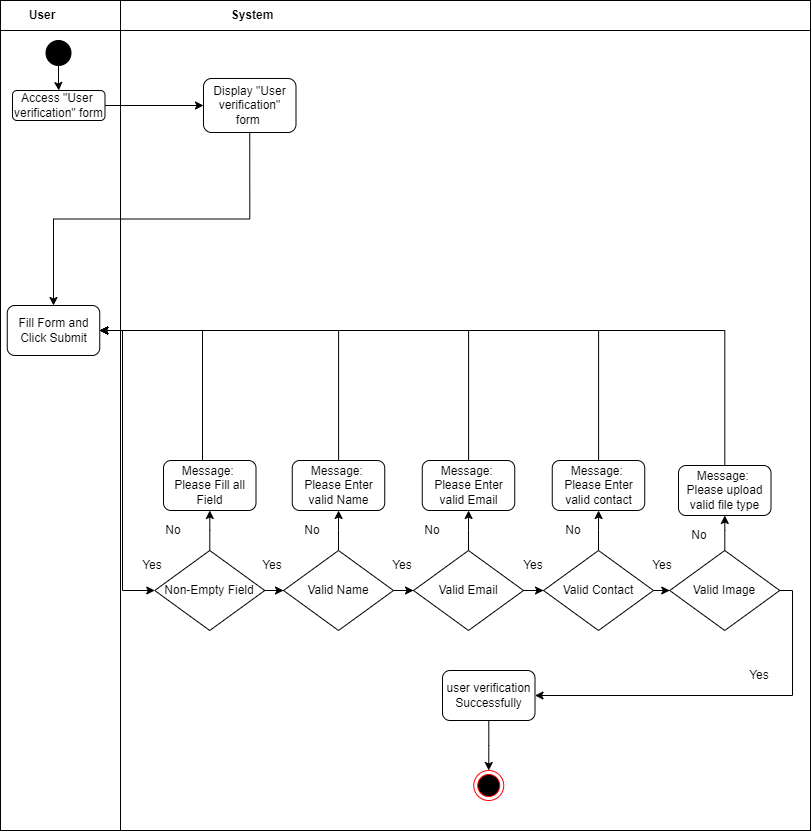 User
System
Access "User
verification" form
Display "User
verification"
form
Fill Form and
Click Submit
Message:
Please Fill all
Field
Message:
Please Enter
valid Name
Message:
Please Enter
valid Email
Message:
Please Enter
valid contact
Message:
Please upload
valid file type
No
No
No
No
No
Yes
Yes
Yes
Yes
Yes
Non-Empty Field
Valid Name
Valid Email
Valid Contact
Valid Image
Yes
user verification
Successfully